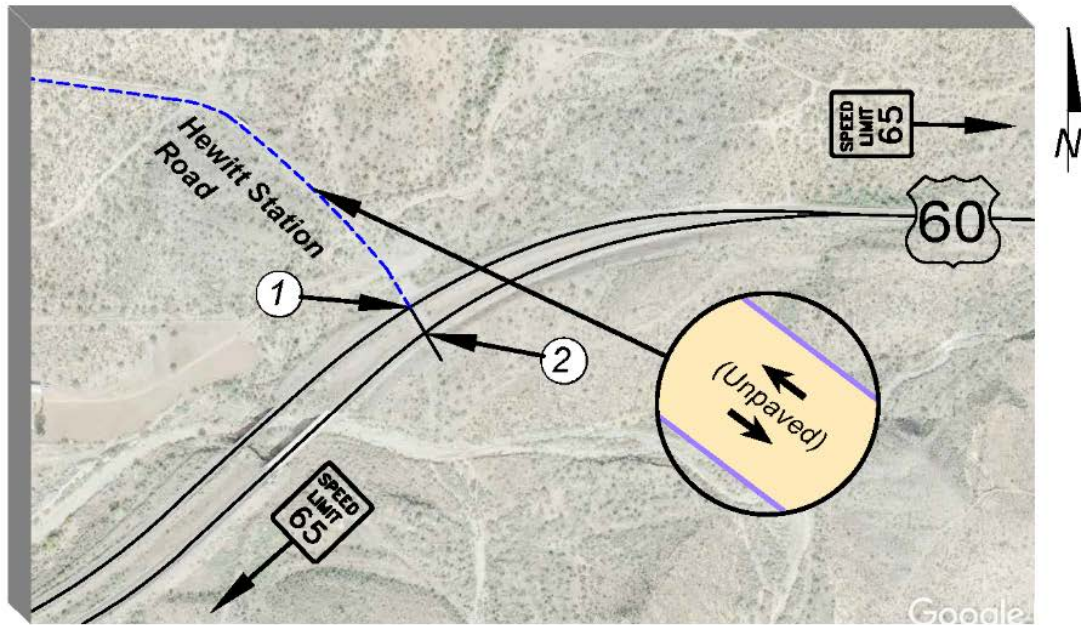 Hewitt Station
Road
SPEED
LIMIT
65
N
60
1
2
(Unpaved)
SPEED
LIMIT
65
Google